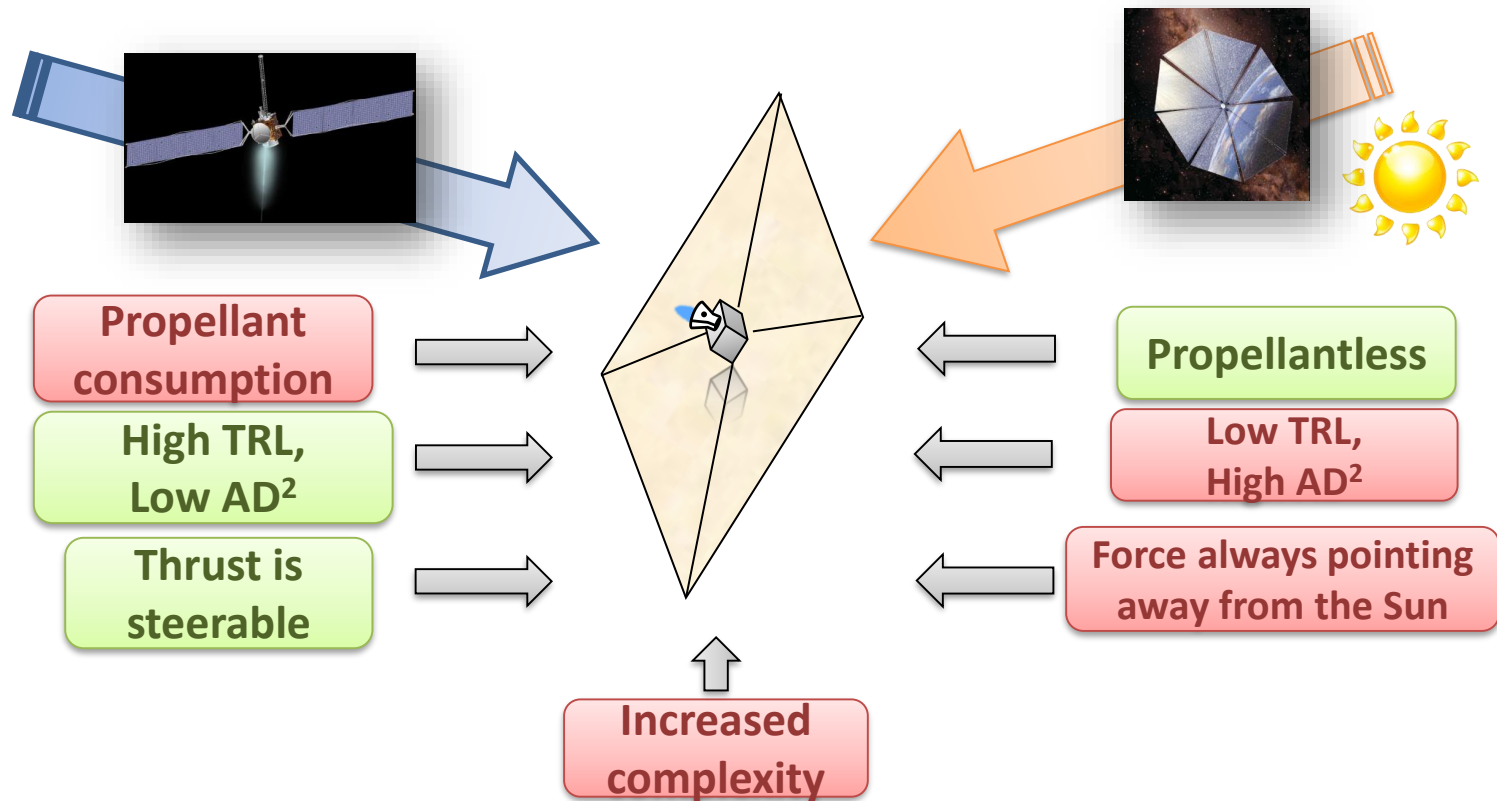 Propellant
consumption
High TRL,
Low AD²
Thrust is
steerable
Propellantless
Low TRL,
High AD²
Force always pointing
away from the Sun
Increased
complexity